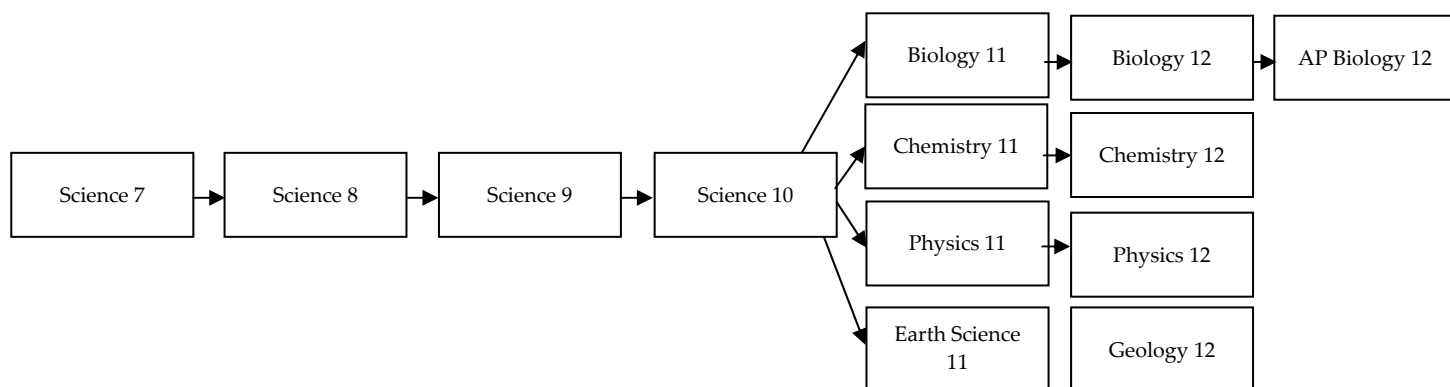 Biology 11
Biology 12
AP Biology 12
Chemistry 11
Chemistry 12
Science 7
Science 8
Science 9
Science 10
Physics 11
Physics 12
Earth Science
11
Geology 12